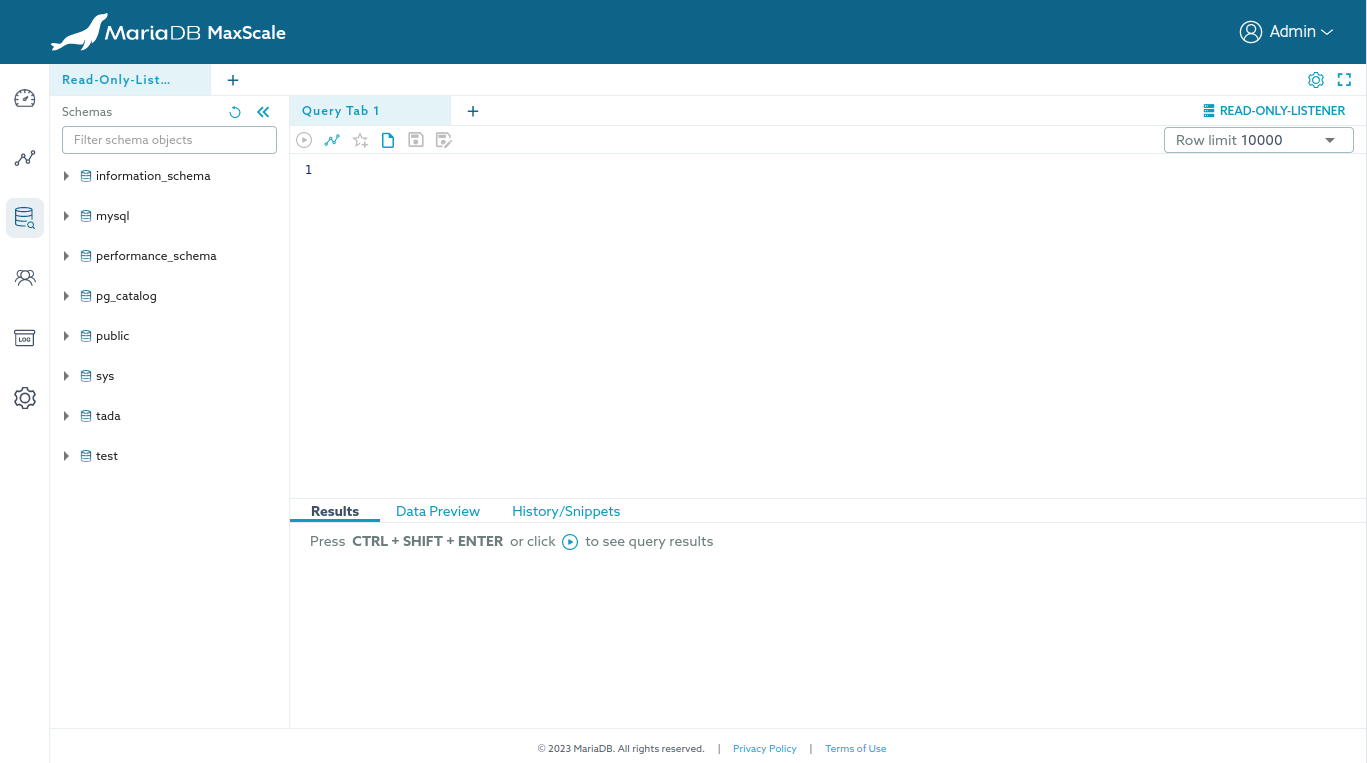 MariaDB MaxScale
Admin
Read-Only-List...
+
Schemas
Filter schema objects
information_schema
mysql
performance_schema
pg_catalog
public
sys
tada
test
LOG
Query Tab 1
+
READ-ONLY-LISTENER
Row limit 10000
1
Results
Data Preview
History/Snippets
Press CTRL + SHIFT + ENTER or click to see query results
© 2023 MariaDB. All rights reserved. | Privacy Policy | Terms of Use